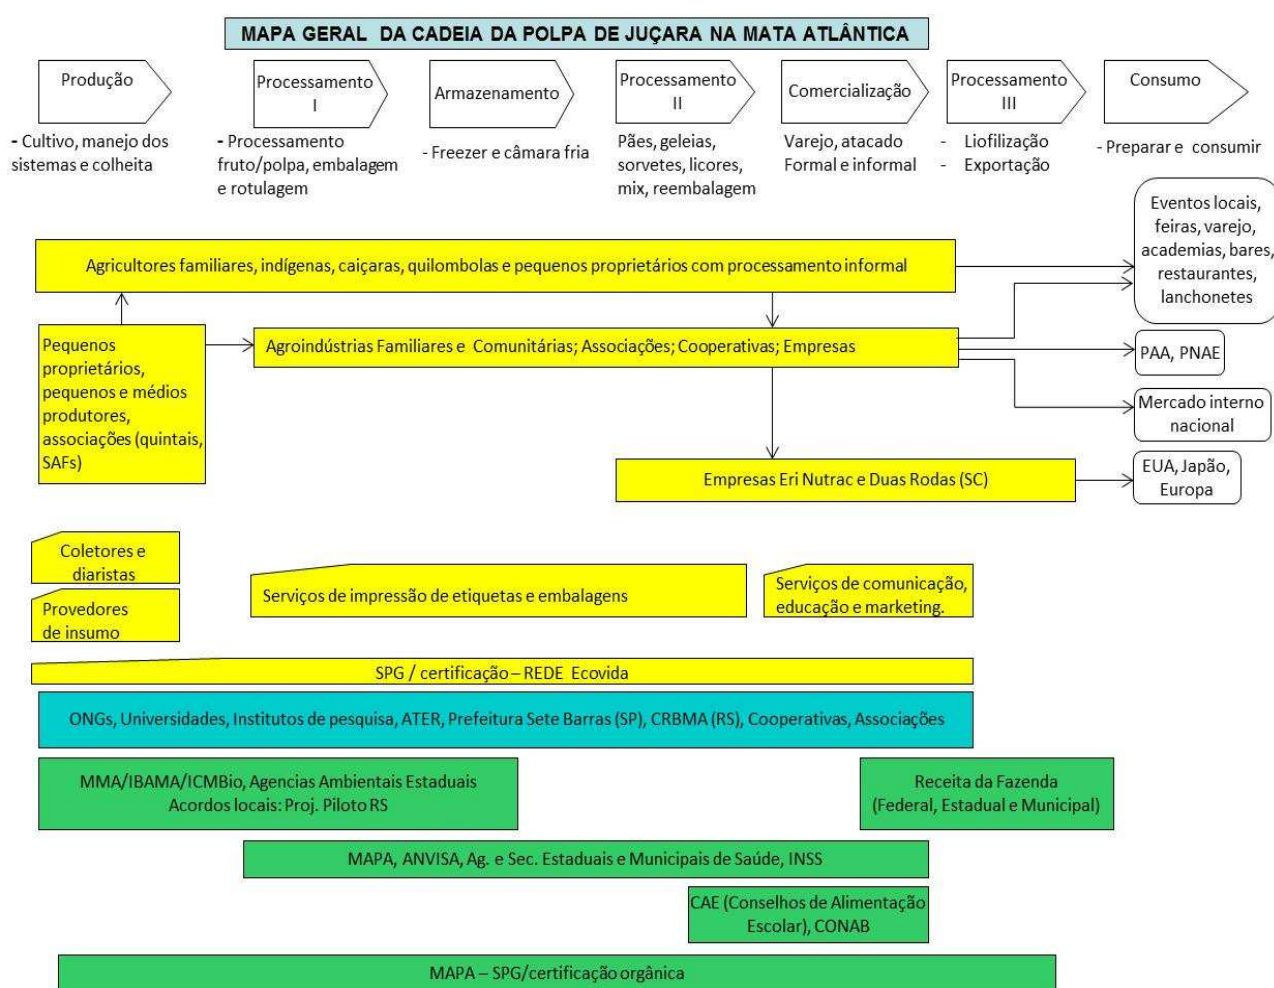 MAPA GERAL DA CADEIA DA POLPA DE JUÇARA NA MATA ATLÂNTICA
Produção
Processamento
I
Armazenamento
Processamento
II
Comercialização
Processamento
III
Consumo
- Cultivo, manejo dos
sistemas e colheita
- Processamento
fruto/polpa, embalagem
e rotulagem
- Freezer e câmara fria
Pães, geleias,
sorvetes, licores,
mix, reembalagem
Varejo, atacado
Formal e informal
- Liofilização
- Exportação
- Preparar e consumir
Eventos locais,
feiras, varejo,
academias, bares,
restaurantes,
lanchonetes
Agricultores familiares, indígenas, caiçaras, quilombolas e pequenos proprietários com processamento informal
Pequenos
proprietários,
pequenos e médios
produtores,
associações (quintais,
SAFs)
Agroindústrias Familiares e Comunitárias; Associações; Cooperativas; Empresas
PAA, PNAE
Mercado interno
nacional
Empresas Eri Nutrac e Duas Rodas (SC)
EUA, Japão,
Europa
Coletores e
diaristas
Provedores
de insumo
Serviços de impressão de etiquetas e embalagens
Serviços de comunicação,
educação e marketing.
SPG / certificação – REDE Ecovida
ONGs, Universidades, Institutos de pesquisa, ATER, Prefeitura Sete Barras (SP), CRBMA (RS), Cooperativas, Associações
MMA/IBAMA/ICMBio, Agencias Ambientais Estaduais
Acordos locais: Proj. Piloto RS
Receita da Fazenda
(Federal, Estadual e Municipal)
MAPA, ANVISA, Ag. e Sec. Estaduais e Municipais de Saúde, INSS
CAE (Conselhos de Alimentação
Escolar), CONAB
MAPA – SPG/certificação orgânica